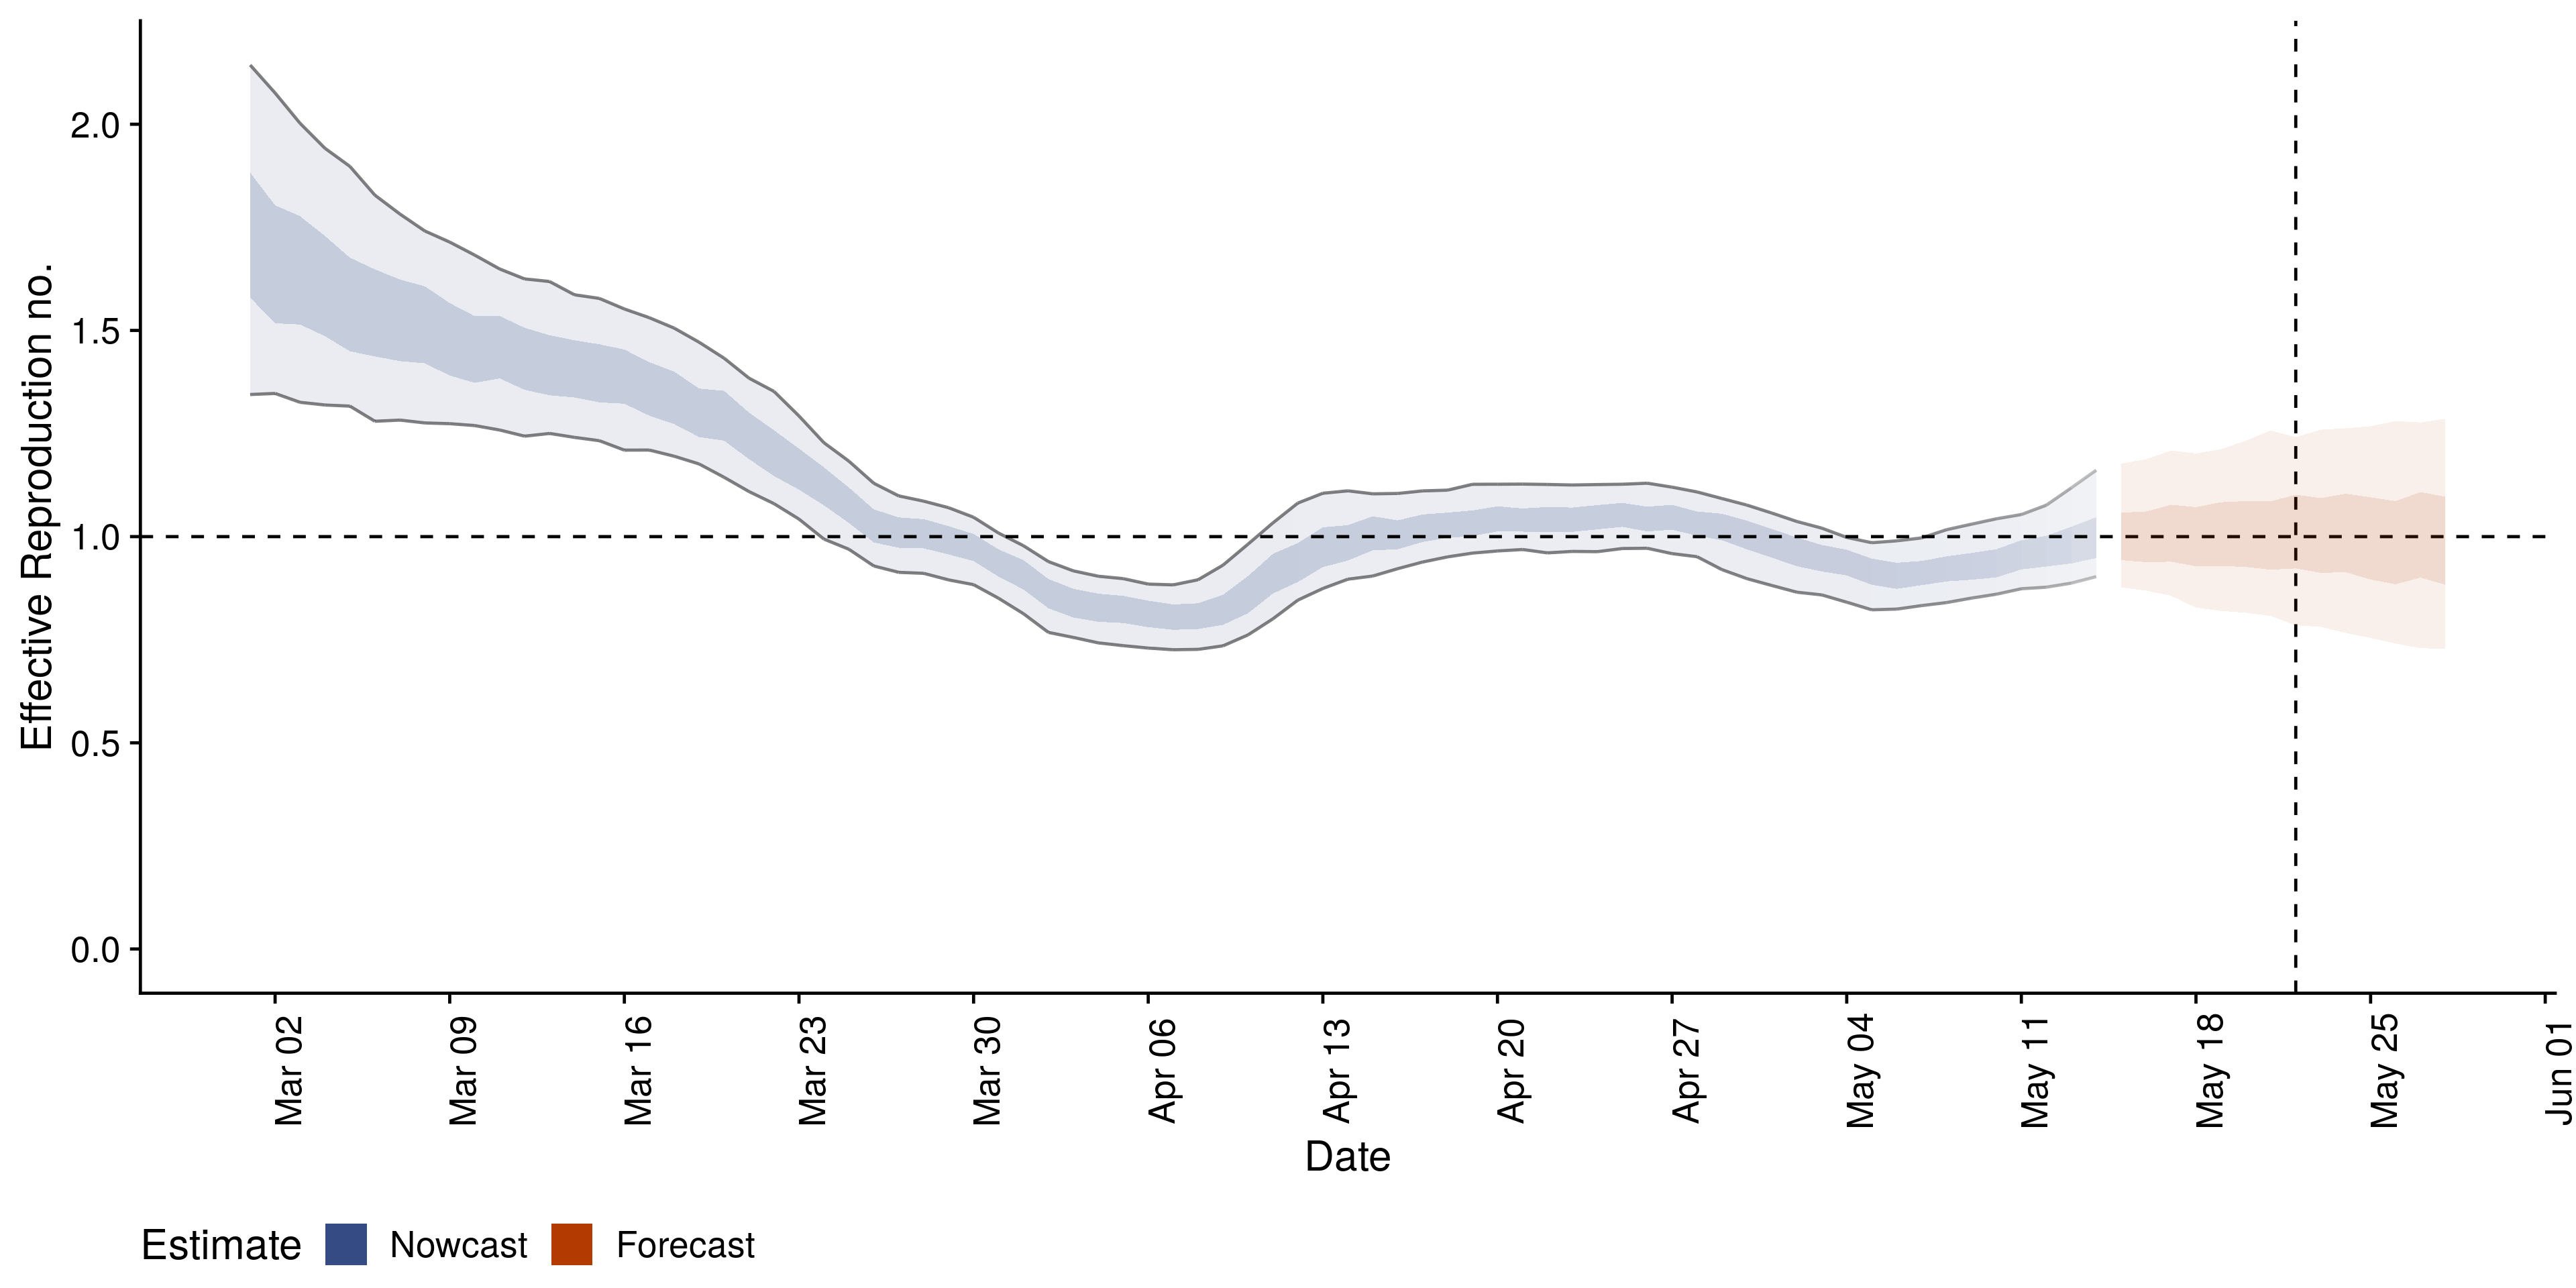 Effective Reproduction no.
2.0
1.5
1.0
0.5
0.0
Mar 02
Mar 09
Mar 16
Mar 23
Mar 30
Apr 06
Apr 13
Apr 20
Apr 27
May 04
May 11
May 18
May 25
Jun 01
Date
Estimate Nowcast Forecast